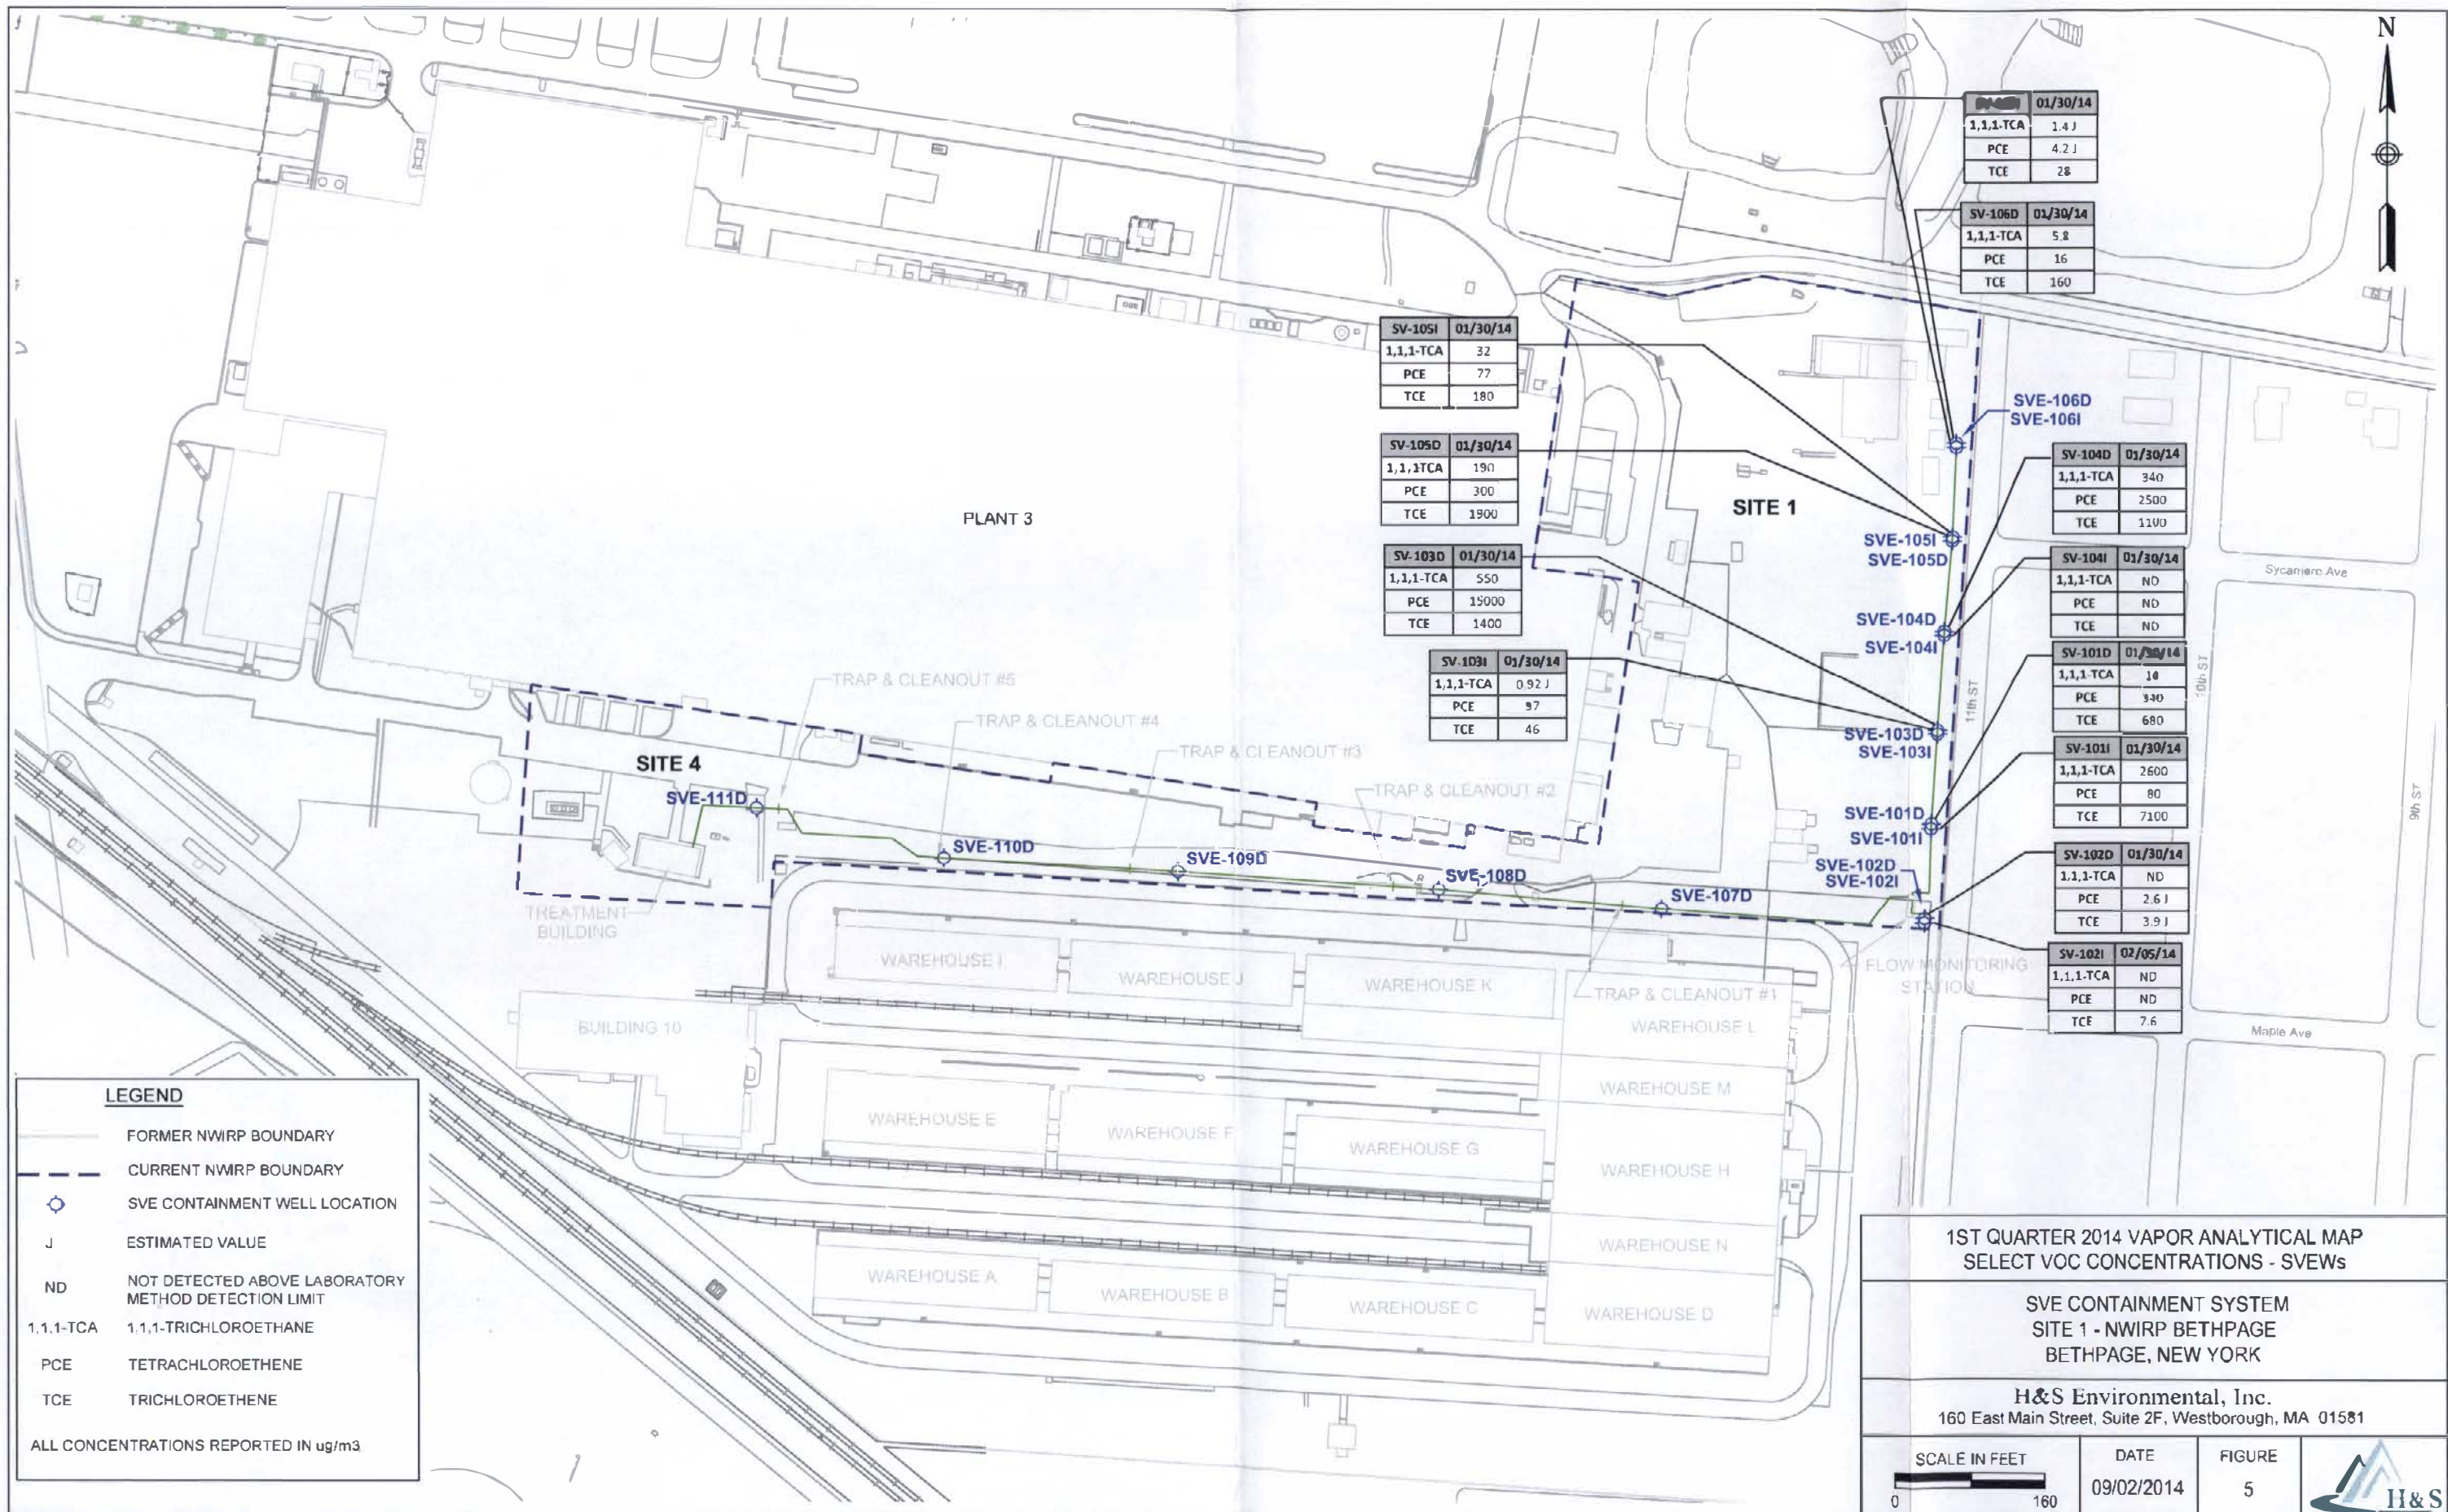 N
01/30/14
1,1,1-TCA 1.4 J
PCE 4.2 J
TCE 28
SV-106D 01/30/14
1,1,1-TCA 5.8
PCE 16
TCE 160
SV-105I 01/30/14
1,1,1-TCA 32
PCE 77
TCE 180
SV-105D 01/30/14
1,1,1TCA 190
PCE 300
TCE 1900
SV-103D 01/30/14
1,1,1-TCA 550
PCE 15000
TCE 1400
SV-103I 01/30/14
1,1,1-TCA 0.92 J
PCE 97
TCE 46
SV-104D 01/30/14
1,1,1-TCA 340
PCE 2500
TCE 1100
SV-104I 01/30/14
1,1,1-TCA ND
PCE ND
TCE ND
SV-101D 01/30/14
1,1,1-TCA
PCE
TCE 680
SV-101I 01/30/14
1,1,1-TCA 2600
PCE 80
TCE 7100
SV-102D 01/30/14
1,1,1-TCA ND
PCE 2.6 J
TCE 3.9 J
SV-102I 02/05/14
1,1,1-TCA ND
PCE ND
TCE 7.6
SVE-106D
SVE-106I
SITE 1
SVE-105I
SVE-105D
SVE-104D
SVE-104I
SVE-103D
SVE-103I
SVE-101D
SVE-101I
SVE-102D
SVE-102I
PLANT 3
SITE 4
SVE-111D
SVE-110D
SVE-109D
SVE-108D
SVE-107D
TRAP & CLEANOUT #5
TRAP & CLEANOUT #4
TRAP & CLEANOUT #3
TRAP & CLEANOUT #2
TRAP & CLEANOUT #1
FLOW MONITORING
STATION
TREATMENT
BUILDING
BUILDING 10
WAREHOUSE I
WAREHOUSE J
WAREHOUSE K
WAREHOUSE L
WAREHOUSE M
WAREHOUSE E
WAREHOUSE F
WAREHOUSE G
WAREHOUSE H
WAREHOUSE N
WAREHOUSE A
WAREHOUSE B
WAREHOUSE C
WAREHOUSE D
Sycamore Ave
Maple Ave
11th ST
10th ST
9th ST
LEGEND
FORMER NWIRP BOUNDARY
CURRENT NWIRP BOUNDARY
SVE CONTAINMENT WELL LOCATION
J ESTIMATED VALUE
ND NOT DETECTED ABOVE LABORATORY
METHOD DETECTION LIMIT
1,1,1-TCA 1,1,1-TRICHLOROETHANE
PCE TETRACHLOROETHENE
TCE TRICHLOROETHENE
ALL CONCENTRATIONS REPORTED IN ug/m3
1ST QUARTER 2014 VAPOR ANALYTICAL MAP
SELECT VOC CONCENTRATIONS - SVEWs
SVE CONTAINMENT SYSTEM
SITE 1 - NWIRP BETHPAGE
BETHPAGE, NEW YORK
H&S Environmental, Inc.
160 East Main Street, Suite 2F, Westborough, MA 01581
SCALE IN FEET
0 160
DATE
09/02/2014
FIGURE
5
H&S